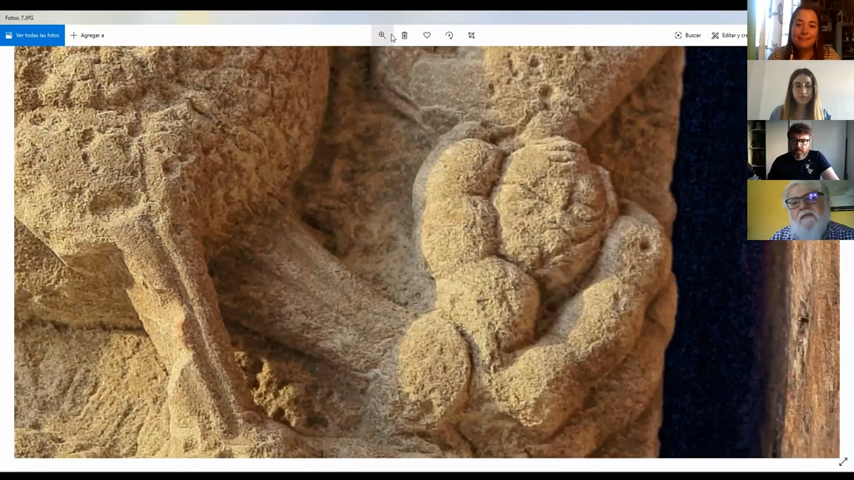 Fotos: 7.JPG
Ver todas las fotos
Agregar a
Buscar
Editar y cre